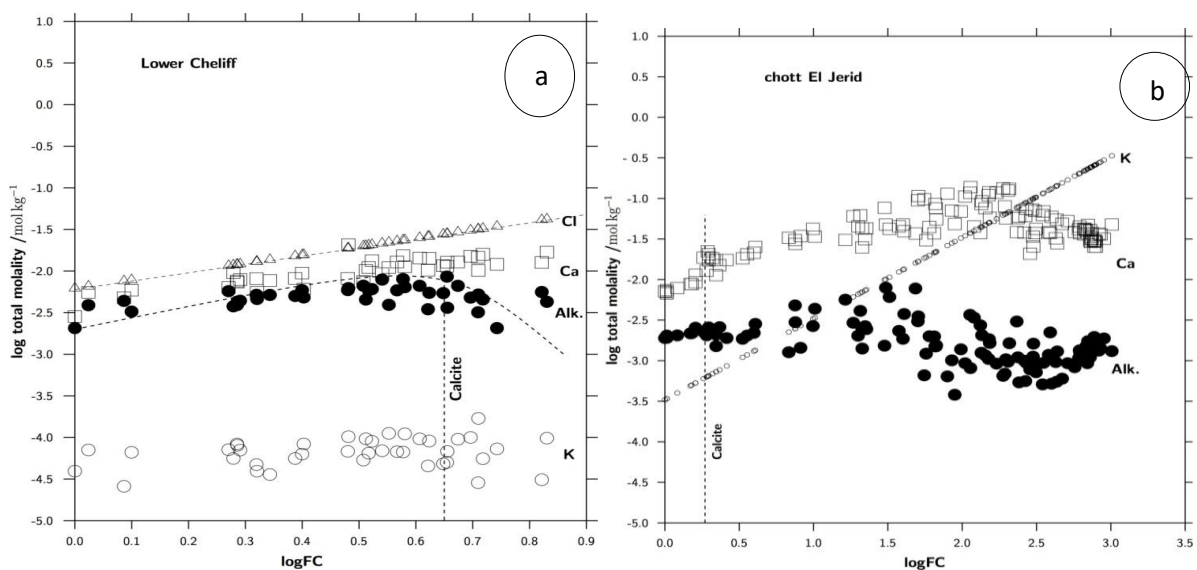 1.0
0.5
0.0
-0.5
-1.0
-1.5
-2.0
-2.5
-3.0
-3.5
-4.0
-4.5
-5.0
log total molality /mol kg⁻¹
Lower Cheliff
a
Cl
Ca
Alk.
Calcite
K
0.0 0.1 0.2 0.3 0.4 0.5 0.6 0.7 0.8 0.9
logFC
1.0
0.5
0.0
-0.5
-1.0
-1.5
-2.0
-2.5
-3.0
-3.5
-4.0
-4.5
-5.0
log total molality /mol kg⁻¹
chott El Jerid
b
K
Ca
Alk.
Calcite
0.0 0.5 1.0 1.5 2.0 2.5 3.0 3.5
logFC